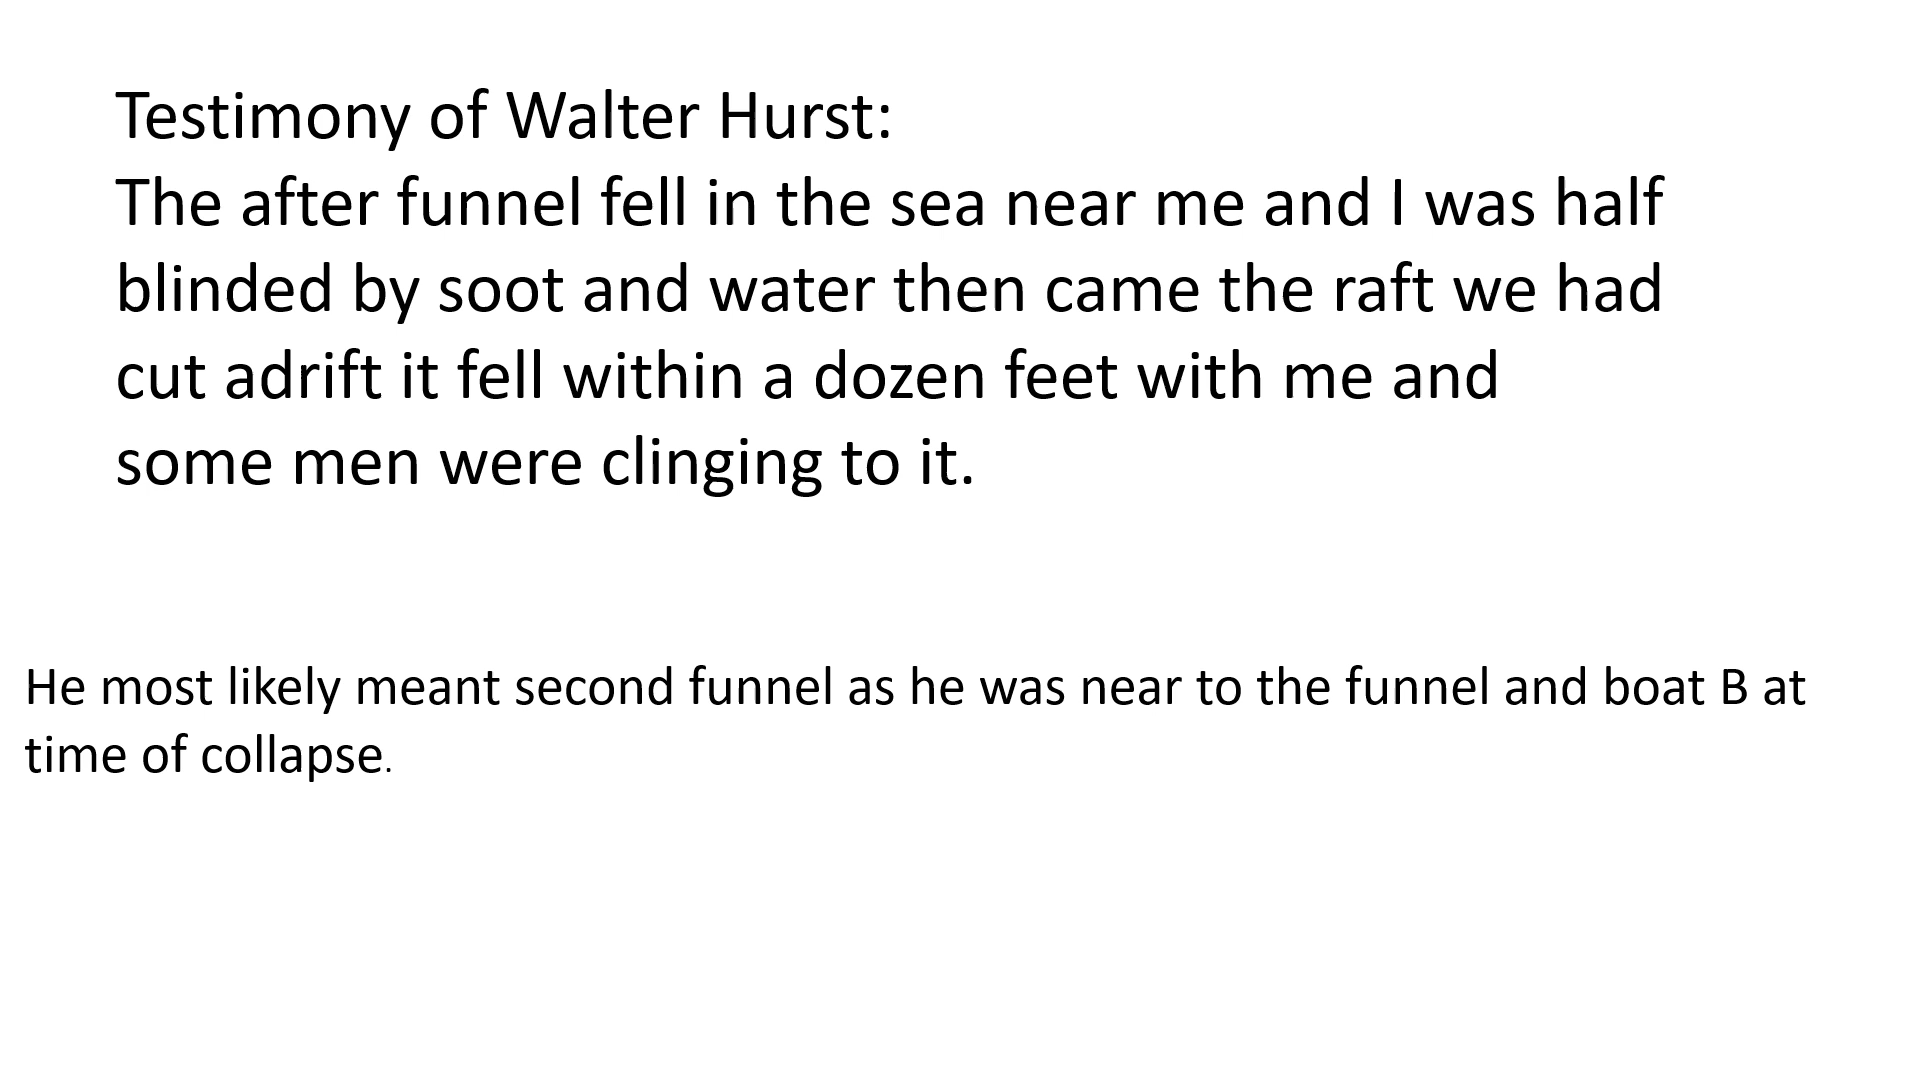 Testimony of Walter Hurst:
The after funnel fell in the sea near me and I was half
blinded by soot and water then came the raft we had
cut adrift it fell within a dozen feet with me and
some men were clinging to it.
He most likely meant second funnel as he was near to the funnel and boat B at
time of collapse.